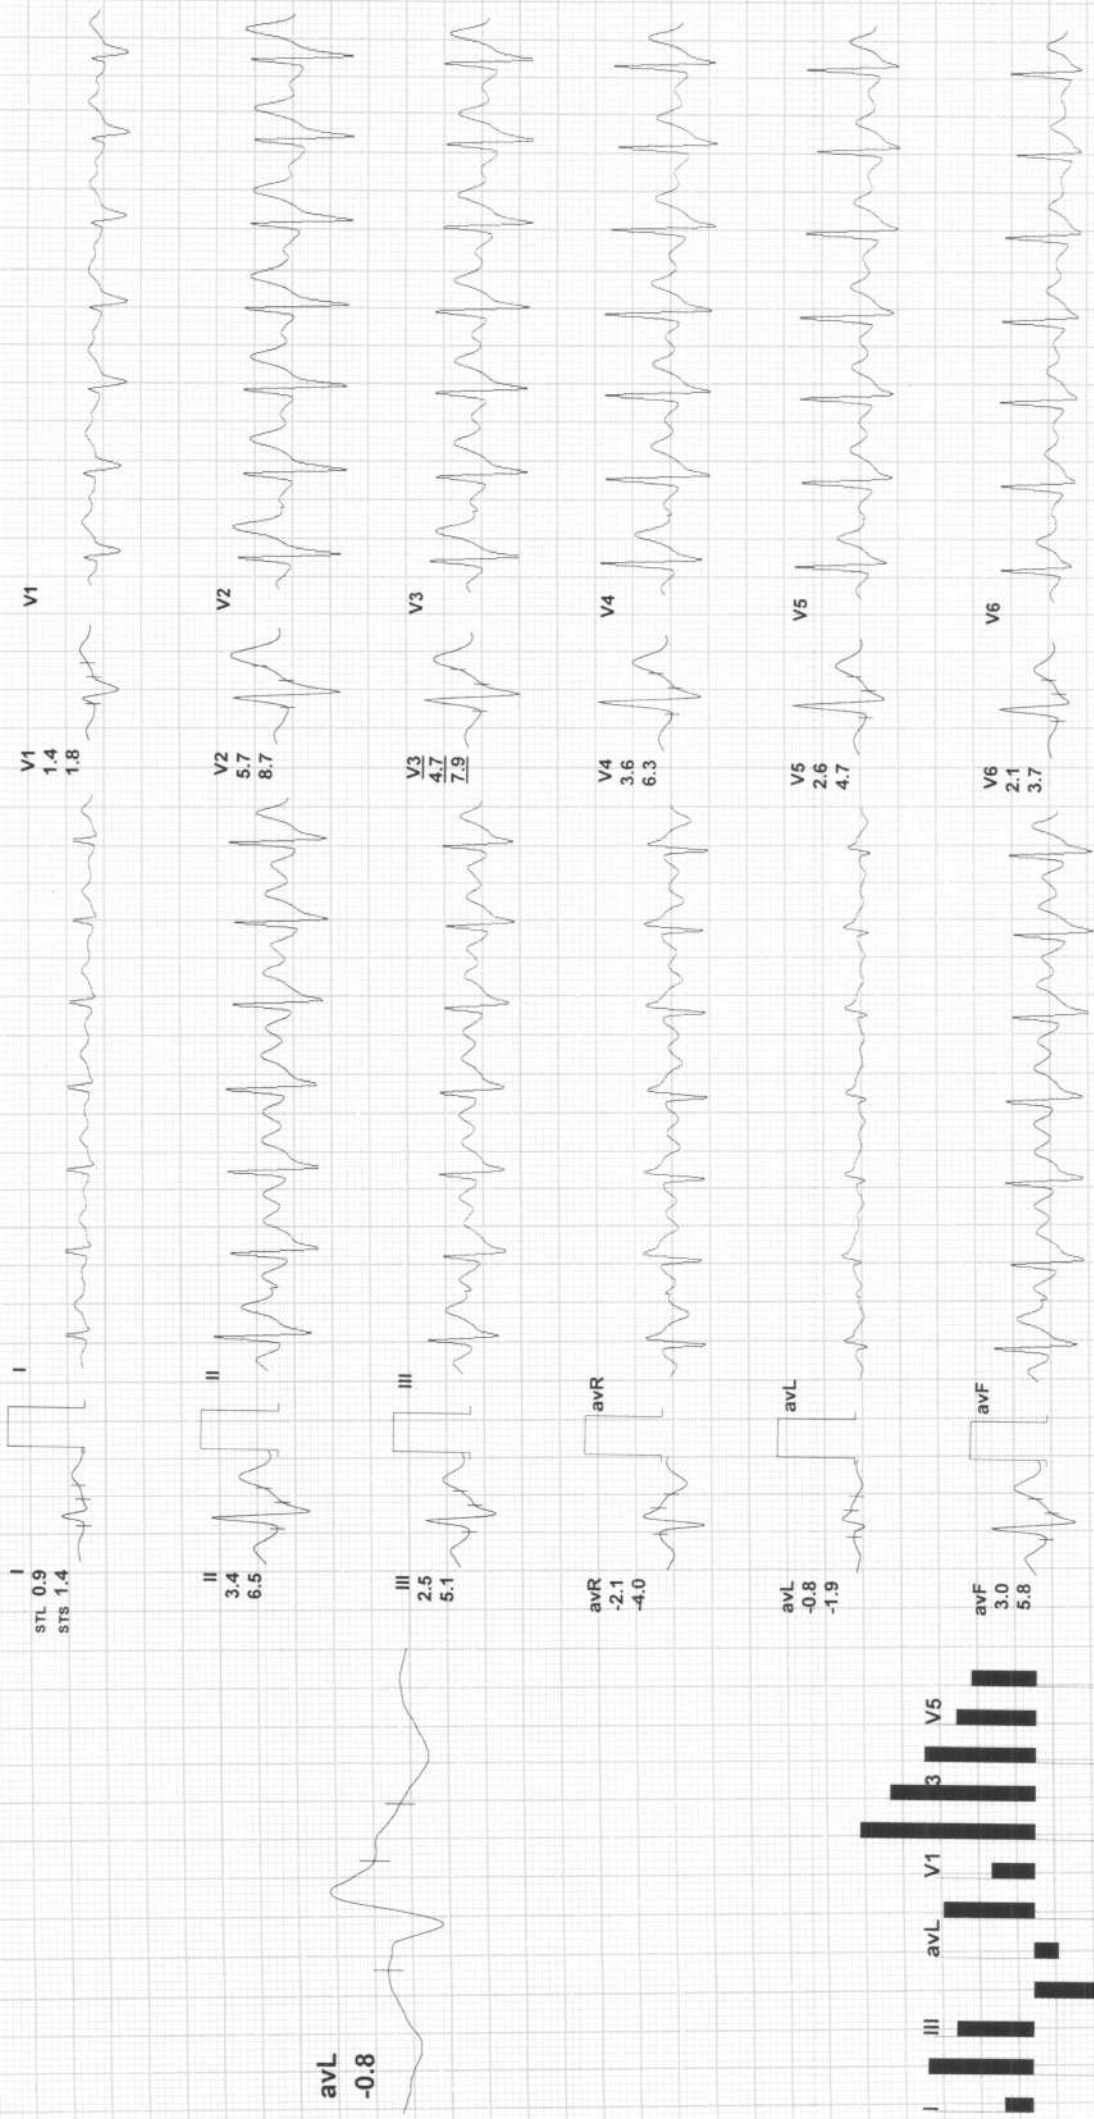 avL
-0.8
I III avL V1 3 V5
I
STL 0.9
STS 1.4
II
3.4
6.5
III
2.5
5.1
avR
-2.1
-4.0
avL
-0.8
-1.9
avF
3.0
5.8
I
II
III
avR
avL
avF
V1
1.4
1.8
V2
5.7
8.7
V3
4.7
7.9
V4
3.6
6.3
V5
2.6
4.7
V6
2.1
3.7
V1
V2
V3
V4
V5
V6